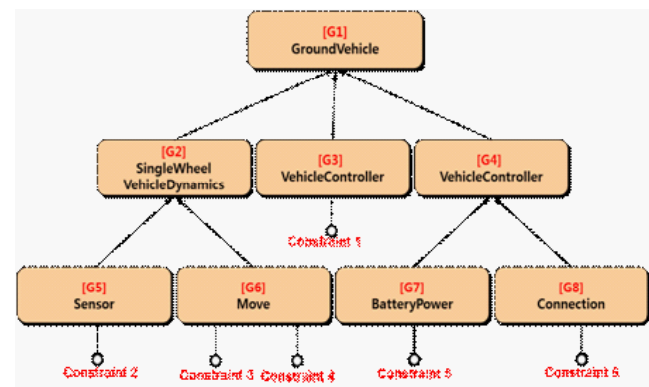 [G1]
GroundVehicle
[G2]
SingleWheel
VehicleDynamics
[G3]
VehicleController
[G4]
VehicleController
Constraint 1
[G5]
Sensor
[G6]
Move
[G7]
BatteryPower
[G8]
Connection
Constraint 2
Constraint 3
Constraint 4
Constraint 5
Constraint 6